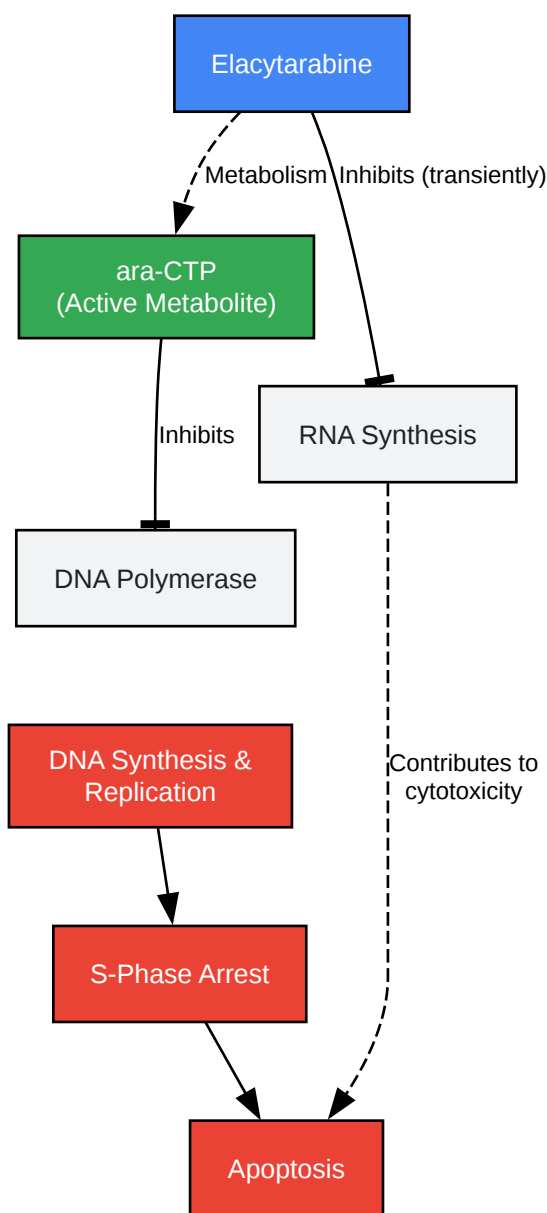 Elacytarabine
Metabolism
Inhibits (transiently)
ara-CTP
(Active Metabolite)
Inhibits
RNA Synthesis
DNA Polymerase
DNA Synthesis &
Replication
Contributes to
cytotoxicity
S-Phase Arrest
Apoptosis